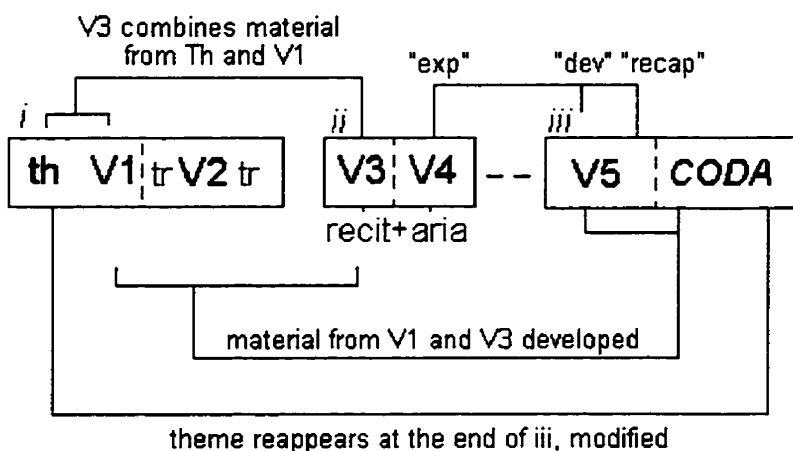 V3 combines material
from Th and V1
"exp" "dev" "recap"
i ii iii
th V1 tr V2 tr V3 V4 V5 CODA
recit+aria
material from V1 and V3 developed
theme reappears at the end of iii, modified